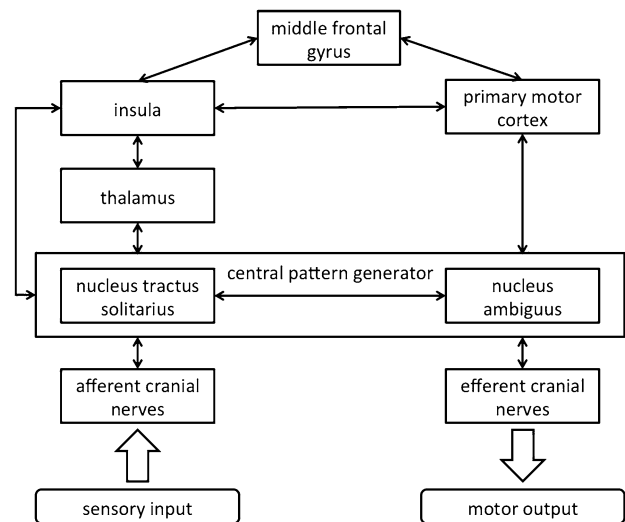 middle frontal
gyrus
insula
primary motor
cortex
thalamus
central pattern generator
nucleus tractus
solitarius
nucleus
ambiguus
afferent cranial
nerves
efferent cranial
nerves
sensory input
motor output